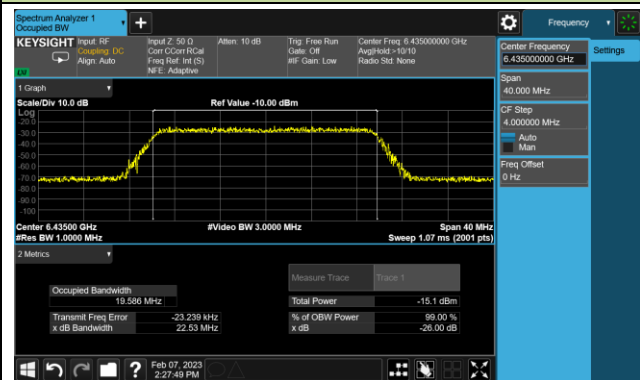 Spectrum Analyzer 1
Occupied BW
+
Frequency
KEYSIGHT
Input: RF
Coupling: DC
Align: Auto
Input Z: 50 Ω
Corr CCorr RCal
Freq Ref: Int (S)
NFE: Adaptive
Atten: 10 dB
Trig: Free Run
Gate: Off
#IF Gain: Low
Center Freq: 6.435000000 GHz
Avg|Hold:>10/10
Radio Std: None
Center Frequency
6.435000000 GHz
Settings
Span
40.000 MHz
CF Step
4.000000 MHz
Auto
Man
Freq Offset
0 Hz
1 Graph
Scale/Div 10.0 dB
Ref Value -10.00 dBm
Log
-20.0
-30.0
-40.0
-50.0
-60.0
-70.0
-80.0
-90.0
-100
Center 6.43500 GHz
#Video BW 3.0000 MHz
Span 40 MHz
#Res BW 1.0000 MHz
Sweep 1.07 ms (2001 pts)
2 Metrics
Measure Trace
Trace 1
Occupied Bandwidth
19.586 MHz
Total Power
-15.1 dBm
Transmit Freq Error
-23.239 kHz
% of OBW Power
99.00 %
x dB Bandwidth
22.53 MHz
x dB
-26.00 dB
?
Feb 07, 2023
2:27:49 PM